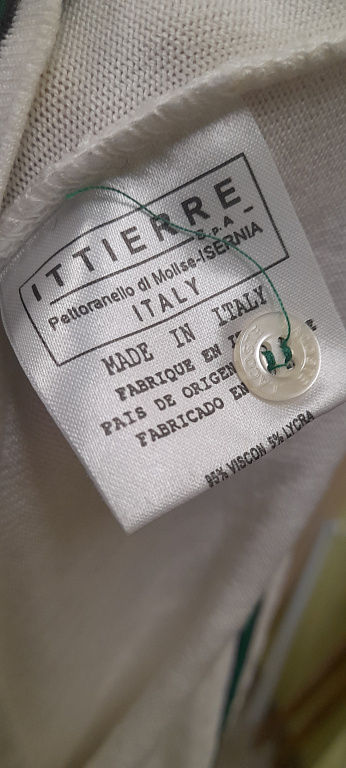 ITTIERRE
S.P.A
Pettoranello di Molise-ISERNIA
ITALY
MADE IN ITALY
FABRIQUE EN
PAIS DE ORIGEN
FABRICADO EN
95% VISCON 5% LYCRA